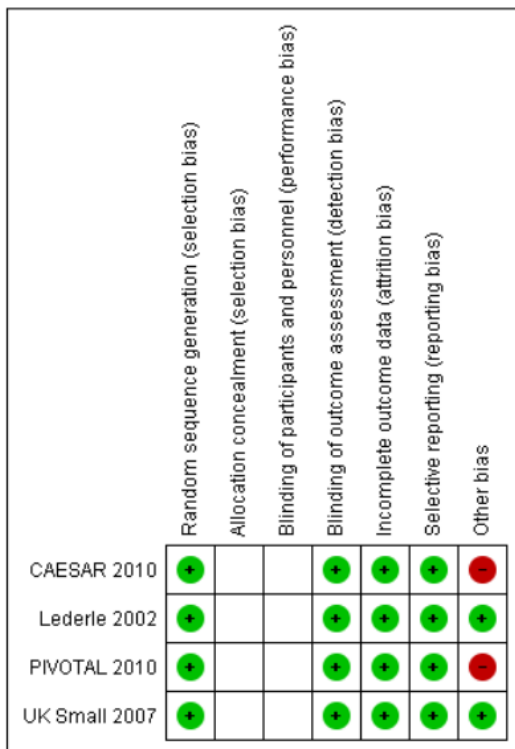 Random sequence generation (selection bias)
Allocation concealment (selection bias)
Blinding of participants and personnel (performance bias)
Blinding of outcome assessment (detection bias)
Incomplete outcome data (attrition bias)
Selective reporting (reporting bias)
Other bias
CAESAR 2010 + + + + -
Lederle 2002 + + + + +
PIVOTAL 2010 + + + + -
UK Small 2007 + + + + +